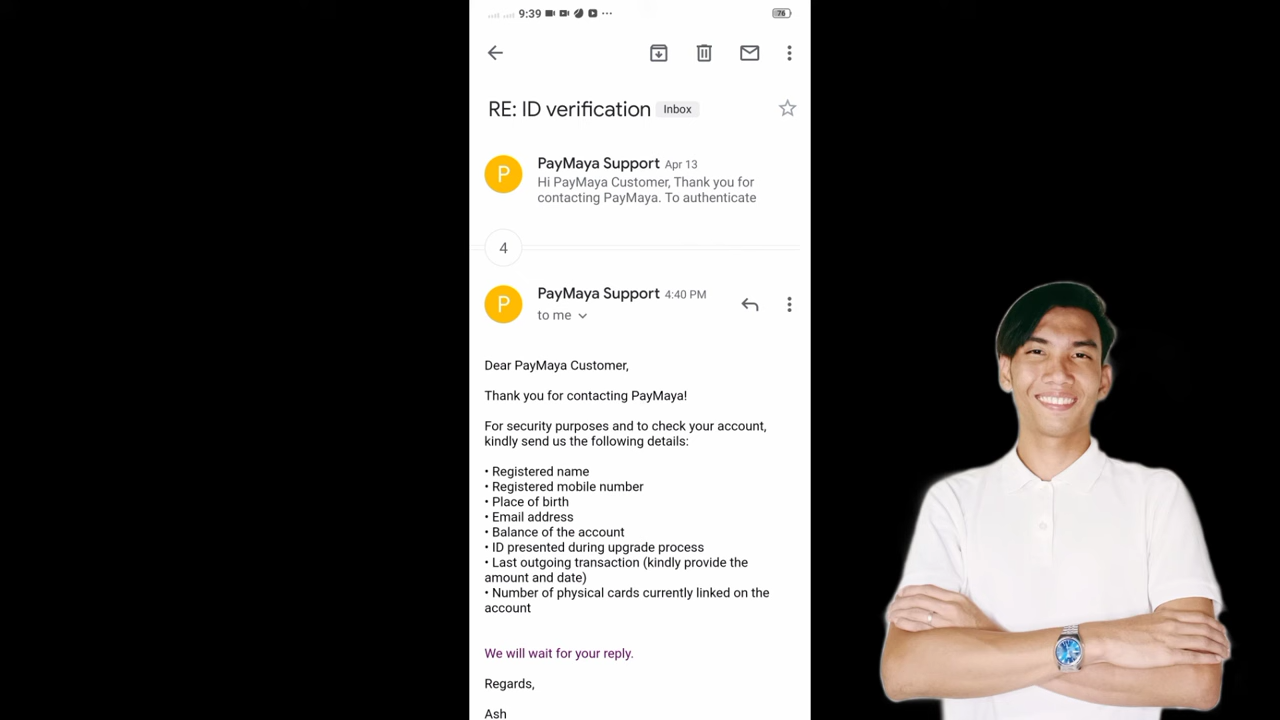 9:39
76
RE: ID verification Inbox
P
PayMaya Support Apr 13
Hi PayMaya Customer, Thank you for
contacting PayMaya. To authenticate
4
P
PayMaya Support 4:40 PM
to me
Dear PayMaya Customer,
Thank you for contacting PayMaya!
For security purposes and to check your account,
kindly send us the following details:
• Registered name
• Registered mobile number
• Place of birth
• Email address
• Balance of the account
• ID presented during upgrade process
• Last outgoing transaction (kindly provide the
amount and date)
• Number of physical cards currently linked on the
account
We will wait for your reply.
Regards,
Ash